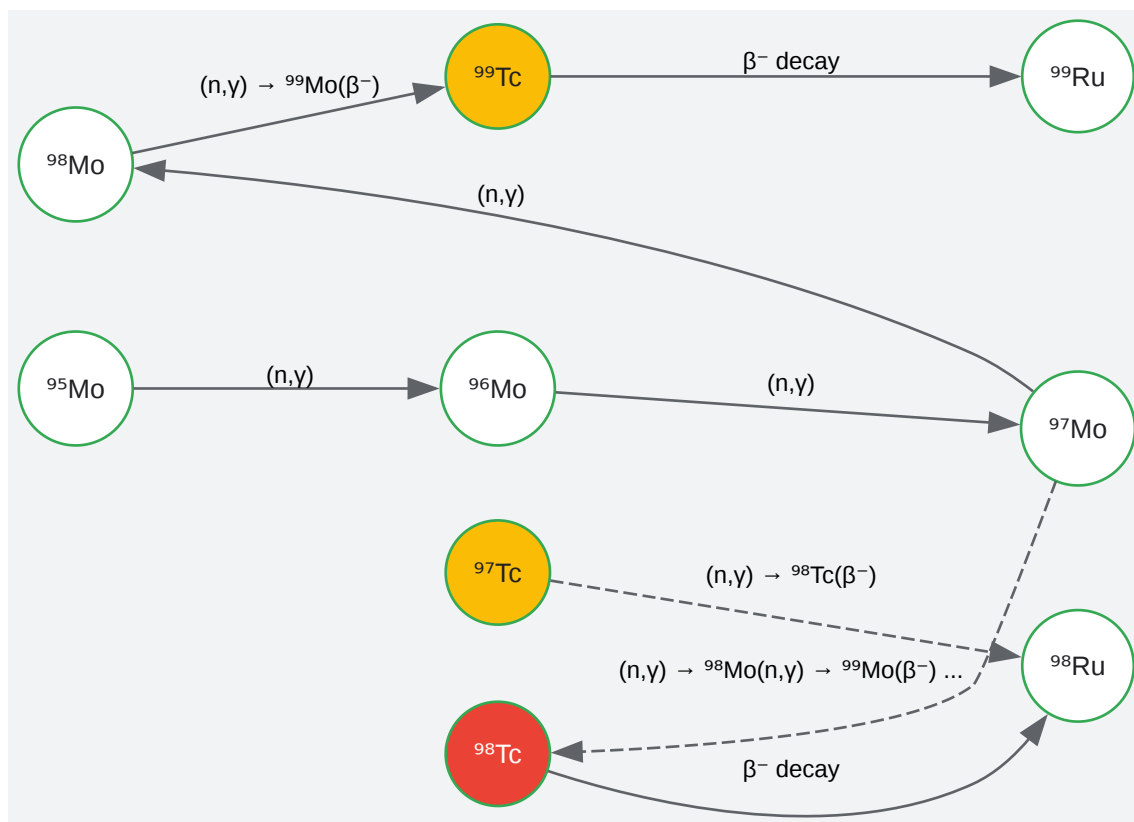 ⁹⁹Tc
β⁻ decay
⁹⁹Ru
(n,γ) → ⁹⁹Mo(β⁻)
⁹⁸Mo
(n,γ)
⁹⁵Mo
(n,γ)
⁹⁶Mo
(n,γ)
⁹⁷Mo
⁹⁷Tc
(n,γ) → ⁹⁸Tc(β⁻)
(n,γ) → ⁹⁸Mo(n,γ) → ⁹⁹Mo(β⁻) ...
⁹⁸Ru
⁹⁸Tc
β⁻ decay